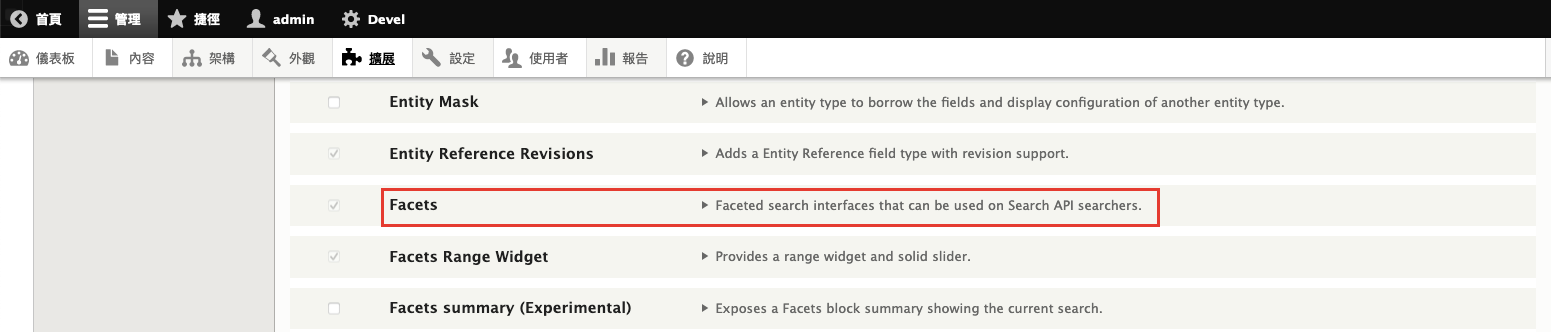 首頁 管理 捷徑 admin Devel
儀表板 內容 架構 外觀 擴展 設定 使用者 報告 說明
Entity Mask Allows an entity type to borrow the fields and display configuration of another entity type.
Entity Reference Revisions Adds a Entity Reference field type with revision support.
Facets Faceted search interfaces that can be used on Search API searchers.
Facets Range Widget Provides a range widget and solid slider.
Facets summary (Experimental) Exposes a Facets block summary showing the current search.